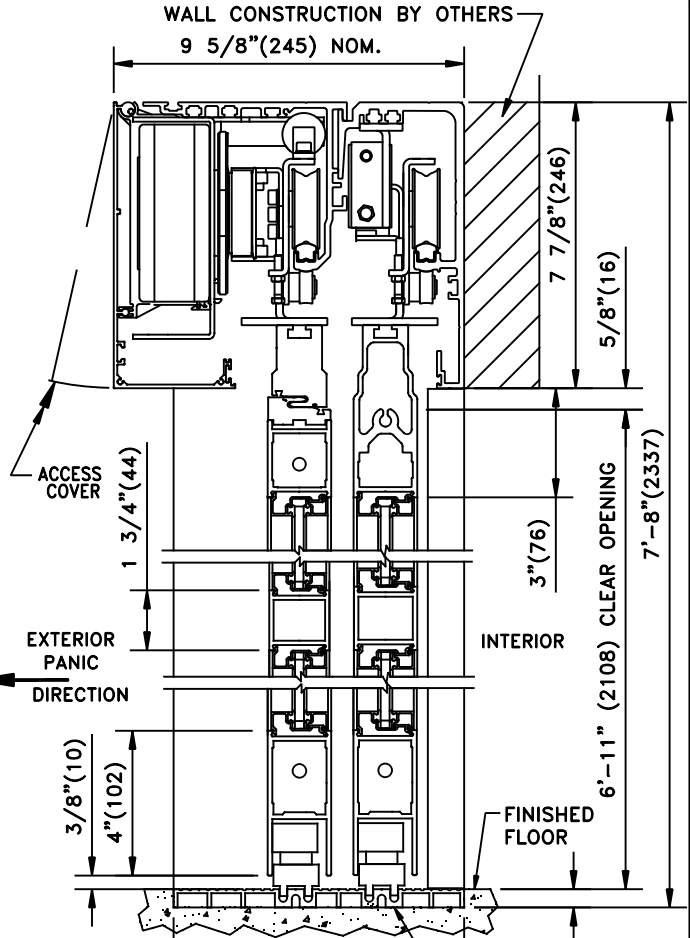 WALL CONSTRUCTION BY OTHERS
9 5/8"(245) NOM.
7 7/8"(246)
5/8"(16)
ACCESS
COVER
1 3/4"(44)
3"(76)
6'-11" (2108) CLEAR OPENING
7'-8"(2337)
EXTERIOR
PANIC
DIRECTION
INTERIOR
3/8"(10)
4"(102)
FINISHED
FLOOR